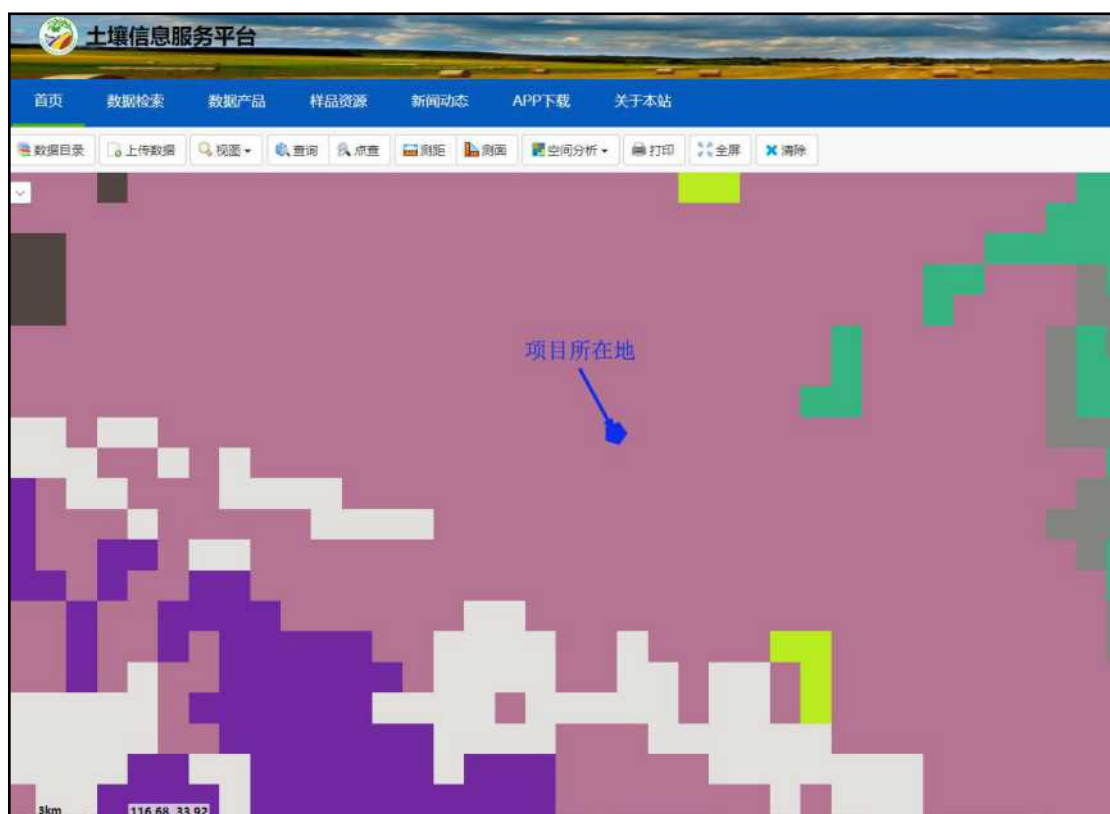 土壤信息服务平台
首页 数据检索 数据产品 样品资源 新闻动态 APP下载 关于本站
数据目录 上传数据 视图 查询 点查 测距 测面 空间分析 打印 全屏 清除
项目所在地
3km 116.68, 33.92